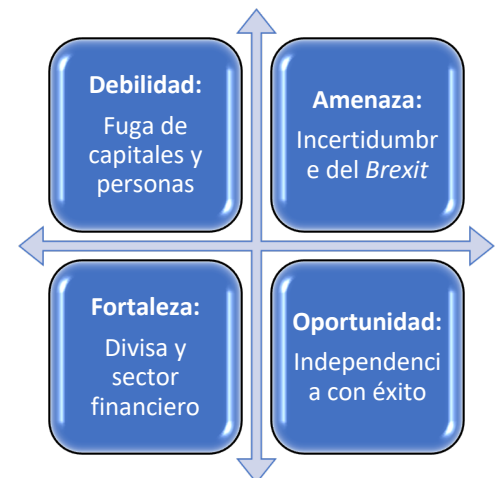 Debilidad:
Fuga de
capitales y
personas
Amenaza:
Incertidumbr
e del Brexit
Fortaleza:
Divisa y
sector
financiero
Oportunidad:
Independenci
a con éxito